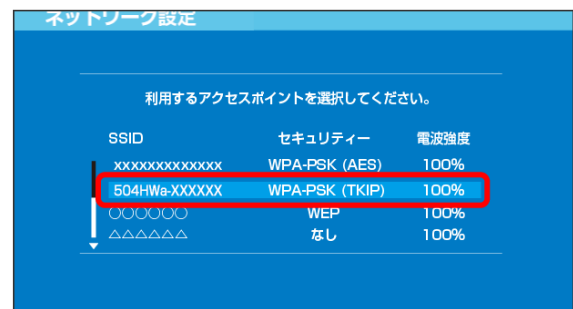 ネットワーク設定
利用するアクセスポイントを選択してください。
SSID セキュリティー 電波強度
xxxxxxxxxxxxx WPA-PSK (AES) 100%
504HWa-XXXXXX WPA-PSK (TKIP) 100%
○○○○○○ WEP 100%
△△△△△△ なし 100%